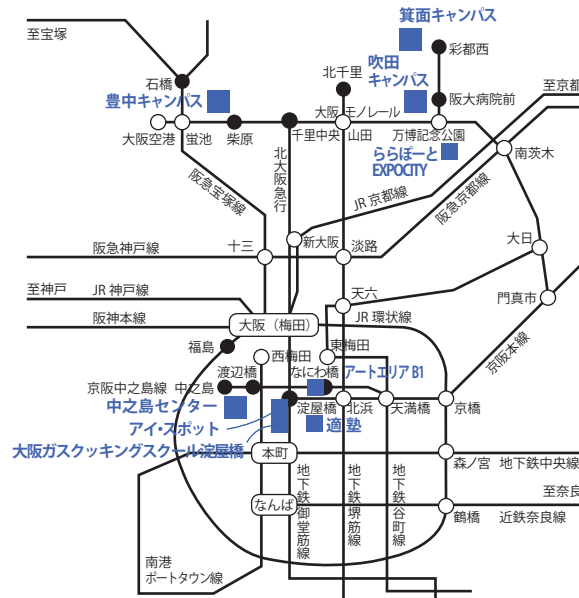 箕面キャンパス
至宝塚
彩都西
吹田
キャンパス
北千里
石橋
至京都
豊中キャンパス
大阪モノレール
阪大病院前
大阪空港
蛍池
柴原
千里中央
山田
万博記念公園
ららぽーと
EXPOCITY
南茨木
北大阪急行
阪急宝塚線
JR京都線
阪急京都線
阪急神戸線
十三
新大阪
淡路
大日
至神戸
JR神戸線
天六
門真市
阪神本線
大阪(梅田)
JR環状線
福島
西梅田
東梅田
京阪本線
渡辺橋
なにわ橋
アートエリアB1
京阪中之島線
中之島
中之島センター
淀屋橋
北浜
天満橋
京橋
アイ・スポット
適塾
大阪ガスクッキングスクール淀屋橋
本町
森ノ宮
地下鉄中央線
至奈良
なんば
地下鉄御堂筋線
地下鉄堺筋線
地下鉄谷町線
鶴橋
近鉄奈良線
南港
ポートタウン線